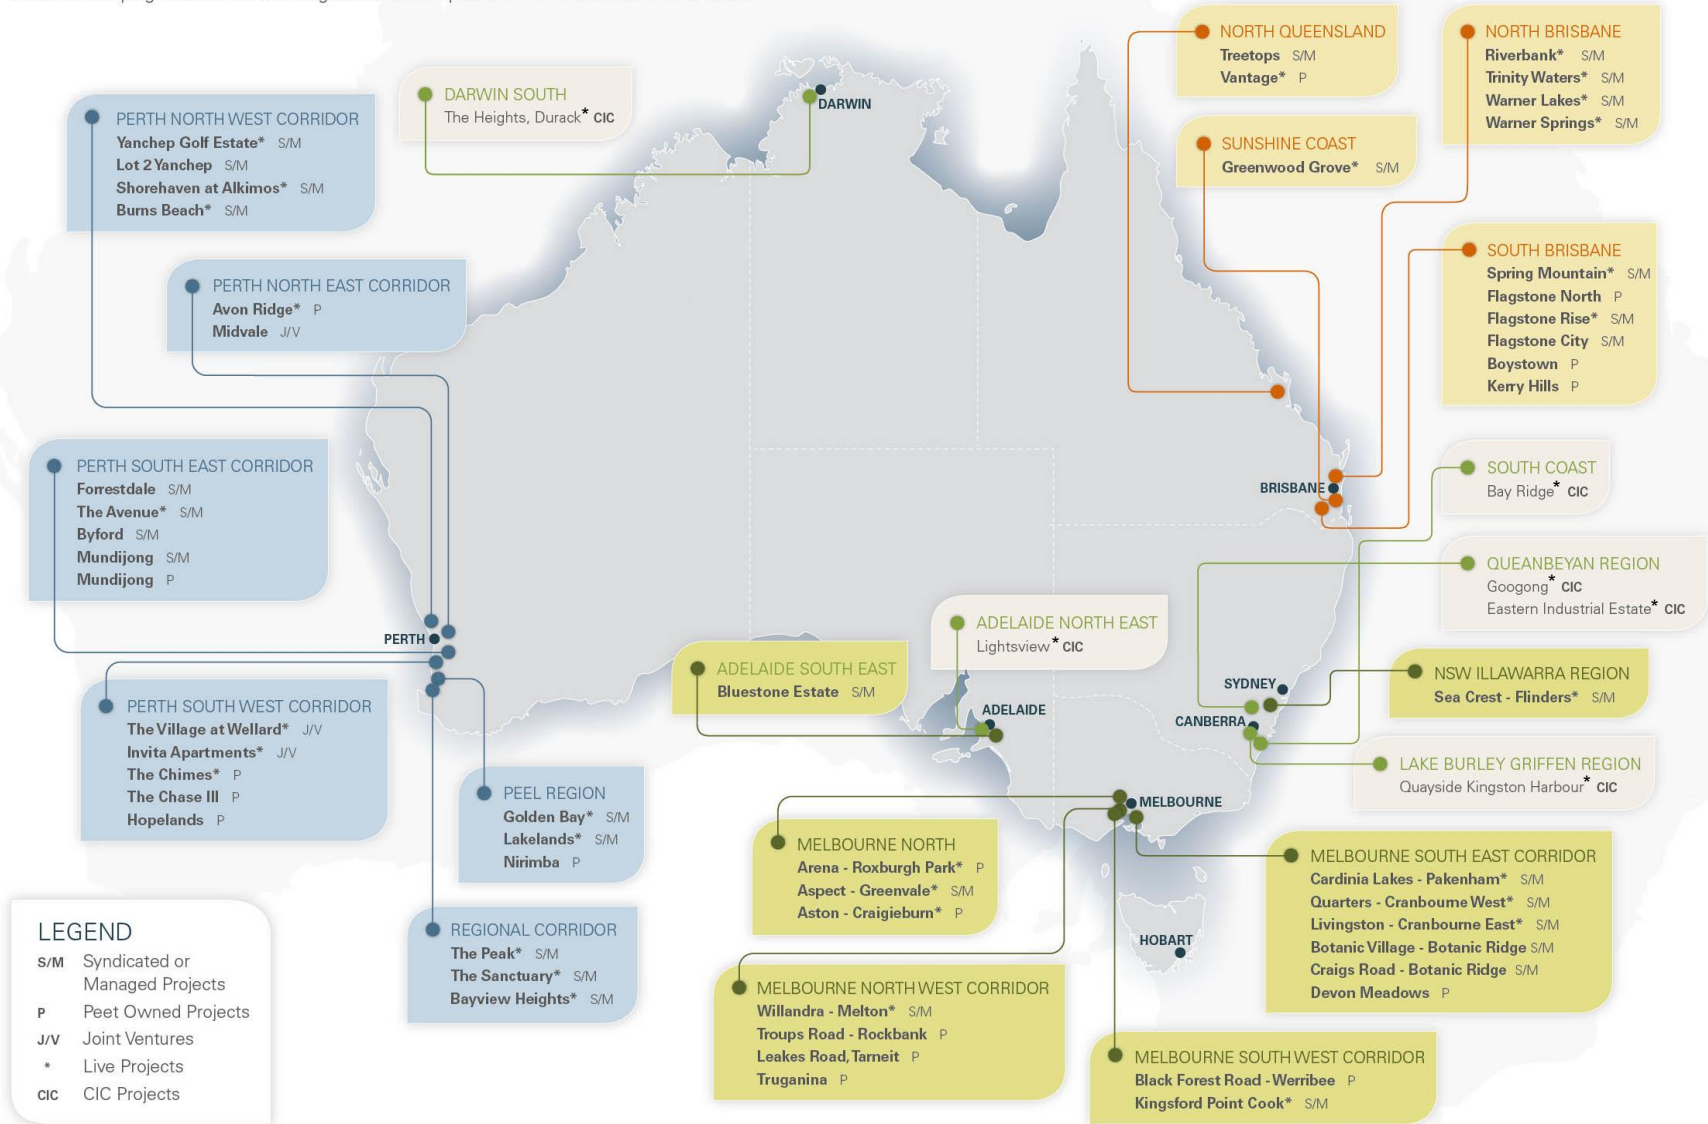 PERTH NORTH WEST CORRIDOR
Yanchep Golf Estate* S/M
Lot 2 Yanchep S/M
Shorehaven at Alkimos* S/M
Burns Beach* S/M
PERTH NORTH EAST CORRIDOR
Avon Ridge* P
Midvale J/V
PERTH SOUTH EAST CORRIDOR
Forrestdale S/M
The Avenue* S/M
Byford S/M
Mundijong S/M
Mundijong P
PERTH SOUTH WEST CORRIDOR
The Village at Wellard* J/V
Invita Apartments* J/V
The Chimes* P
The Chase III P
Hopelands P
PEEL REGION
Golden Bay* S/M
Lakelands* S/M
Nirimba P
REGIONAL CORRIDOR
The Peak* S/M
The Sanctuary* S/M
Bayview Heights* S/M
LEGEND
S/M Syndicated or
Managed Projects
P Peet Owned Projects
J/V Joint Ventures
* Live Projects
CIC CIC Projects
DARWIN SOUTH
The Heights, Durack* CIC
DARWIN
PERTH
BRISBANE
SYDNEY
CANBERRA
ADELAIDE
MELBOURNE
HOBART
ADELAIDE SOUTH EAST
Bluestone Estate S/M
ADELAIDE NORTH EAST
Lightsview* CIC
MELBOURNE NORTH
Arena - Roxburgh Park* P
Aspect - Greenvale* S/M
Aston - Craigieburn* P
MELBOURNE NORTH WEST CORRIDOR
Willandra - Melton* S/M
Troups Road - Rockbank P
Leakes Road, Tarneit P
Truganina P
MELBOURNE SOUTH WEST CORRIDOR
Black Forest Road - Werribee P
Kingsford Point Cook* S/M
MELBOURNE SOUTH EAST CORRIDOR
Cardinia Lakes - Pakenham* S/M
Quarters - Cranbourne West* S/M
Livingston - Cranbourne East* S/M
Botanic Village - Botanic Ridge S/M
Craigs Road - Botanic Ridge S/M
Devon Meadows P
NORTH QUEENSLAND
Treetops S/M
Vantage* P
SUNSHINE COAST
Greenwood Grove* S/M
NORTH BRISBANE
Riverbank* S/M
Trinity Waters* S/M
Warner Lakes* S/M
Warner Springs* S/M
SOUTH BRISBANE
Spring Mountain* S/M
Flagstone North P
Flagstone Rise* S/M
Flagstone City S/M
Boystown P
Kerry Hills P
SOUTH COAST
Bay Ridge* CIC
QUEANBEYAN REGION
Googong* CIC
Eastern Industrial Estate* CIC
NSW ILLAWARRA REGION
Sea Crest - Flinders* S/M
LAKE BURLEY GRIFFEN REGION
Quayside Kingston Harbour* CIC